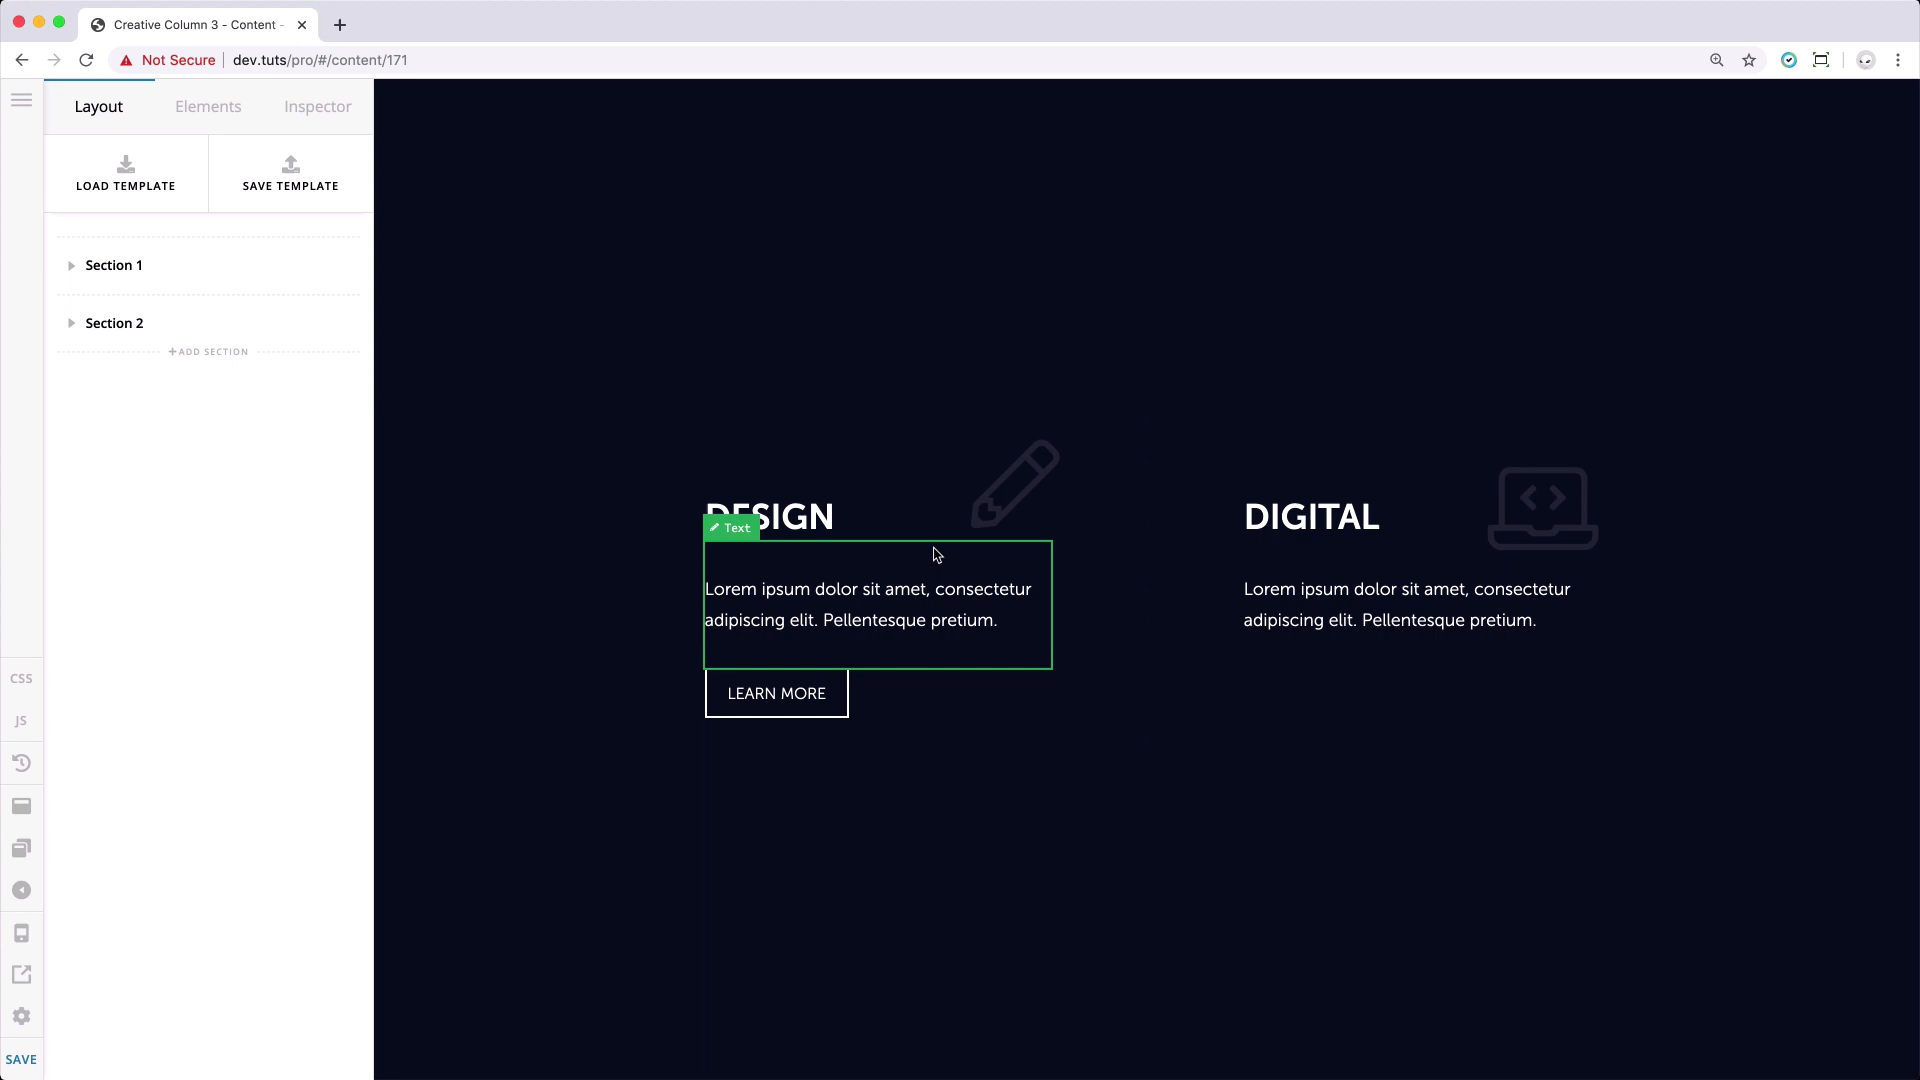 Creative Column 3 - Content -
Not Secure
dev.tuts/pro/#/content/171
Layout
Elements
Inspector
LOAD TEMPLATE
SAVE TEMPLATE
Section 1
Section 2
+ADD SECTION
CSS
JS
SAVE
DESIGN
Text
Lorem ipsum dolor sit amet, consectetur
adipiscing elit. Pellentesque pretium.
LEARN MORE
DIGITAL
Lorem ipsum dolor sit amet, consectetur
adipiscing elit. Pellentesque pretium.